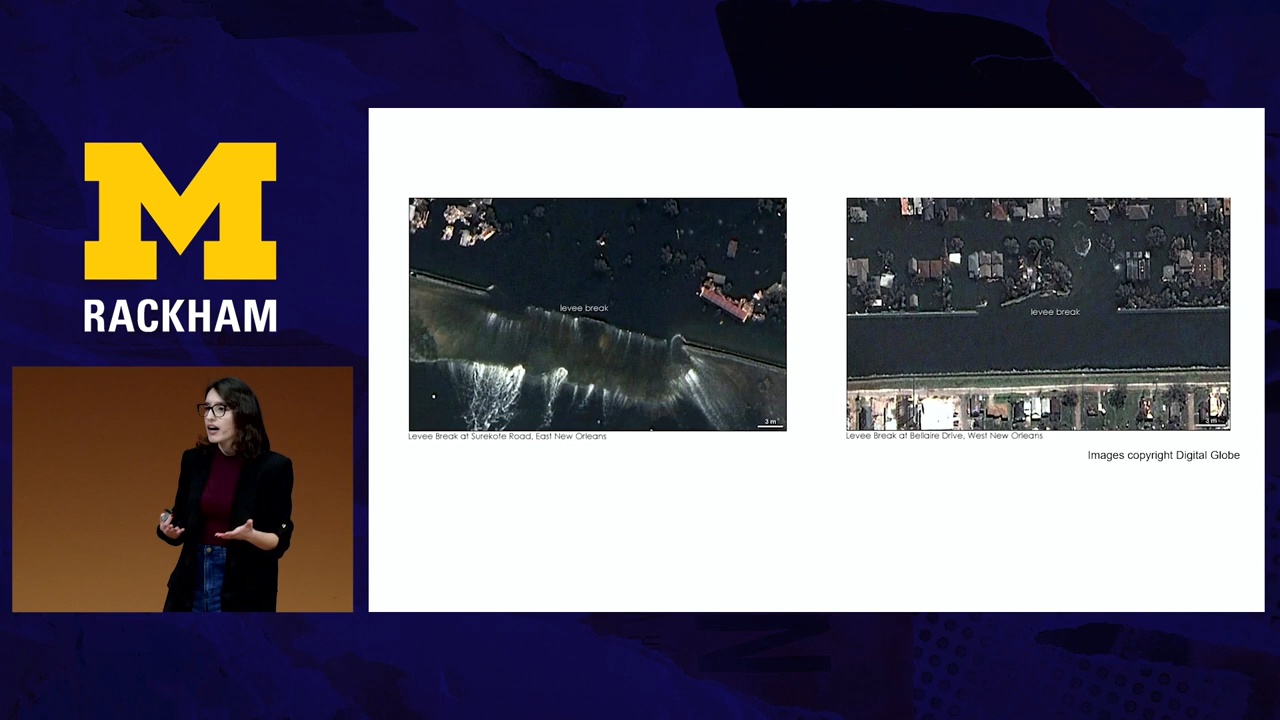 M
RACKHAM
levee break
3 m
Levee Break at Surekote Road, East New Orleans
levee break
3 m
Levee Break at Bellaire Drive, West New Orleans
Images copyright Digital Globe